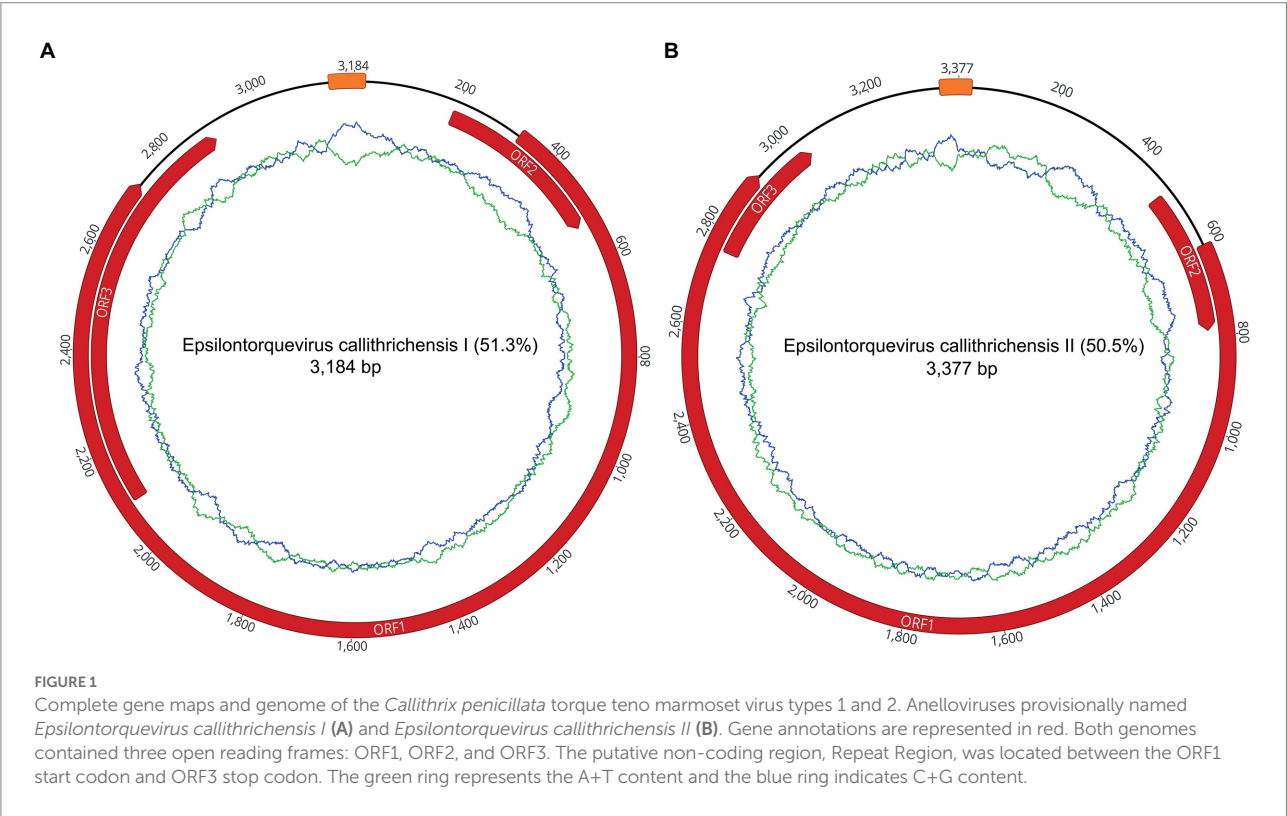 A
3,184
200
400
600
800
1,000
1,200
1,400
1,600
1,800
2,000
2,200
2,400
2,600
2,800
3,000
ORF2
ORF3
ORF1
Epsilontorquevirus callithrichensis I (51.3%)
3,184 bp
B
3,377
200
400
600
800
1,000
1,200
1,400
1,600
1,800
2,000
2,200
2,400
2,600
2,800
3,000
3,200
ORF2
ORF3
ORF1
Epsilontorquevirus callithrichensis II (50.5%)
3,377 bp
FIGURE 1
Complete gene maps and genome of the Callithrix penicillata torque teno marmoset virus types 1 and 2. Anelloviruses provisionally named
Epsilontorquevirus callithrichensis I (A) and Epsilontorquevirus callithrichensis II (B). Gene annotations are represented in red. Both genomes
contained three open reading frames: ORF1, ORF2, and ORF3. The putative non-coding region, Repeat Region, was located between the ORF1
start codon and ORF3 stop codon. The green ring represents the A+T content and the blue ring indicates C+G content.